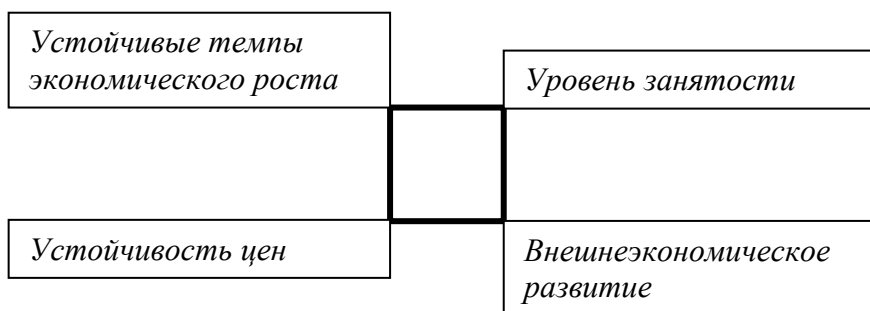 Устойчивые темпы
экономического роста
Уровень занятости
Устойчивость цен
Внешнеэкономическое
развитие